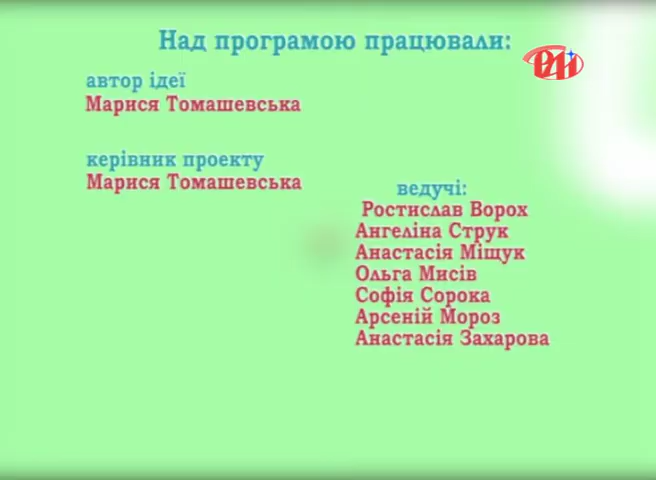 Над програмою працювали:
автор ідеї
Марися Томашевська
керівник проекту
Марися Томашевська
ведучі:
Ростислав Ворох
Ангеліна Струк
Анастасія Міщук
Ольга Мисів
Софія Сорока
Арсеній Мороз
Анастасія Захарова